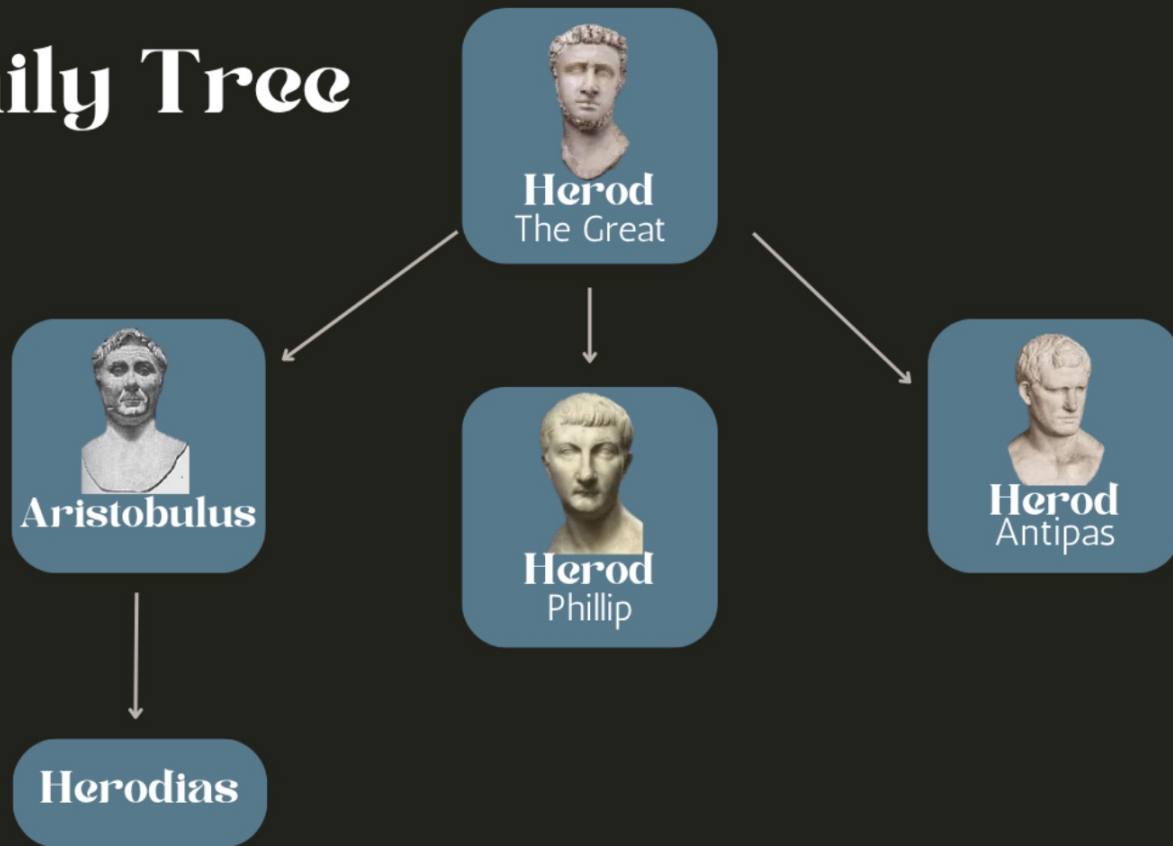 ily Tree
Herod
The Great
Aristobulus
Herod
Phillip
Herod
Antipas
Herodias